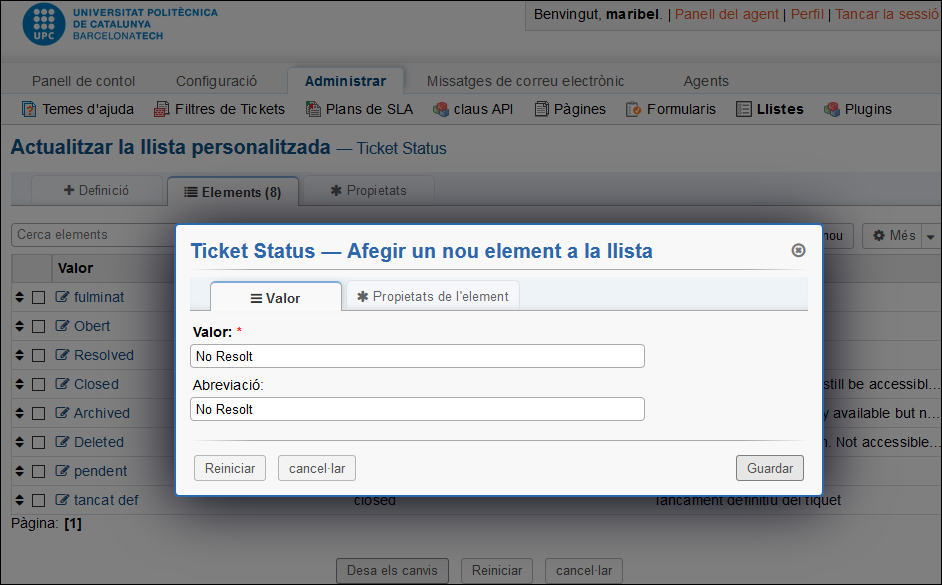 UNIVERSITAT POLITÈCNICA
DE CATALUNYA
BARCELONATECH
UPC
Benvingut, maribel. | Panell del agent | Perfil | Tancar la sessió
Panell de contol Configuració Administrar Missatges de correu electrònic Agents
Temes d'ajuda Filtres de Tickets Plans de SLA claus API Pàgines Formularis Llistes Plugins
Actualitzar la llista personalitzada — Ticket Status
Definició Elements (8) Propietats
Cerca elements nou Més
Ticket Status — Afegir un nou element a la llista
Valor Propietats de l'element
Valor: *
No Resolt
Abreviació:
No Resolt
Reiniciar cancel·lar Guardar
Valor
fulminat
Obert
Resolved
Closed still be accessibl...
Archived y available but n...
Deleted . Not accessible...
pendent
tancat def closed Tancament definitiu del tiquet
Pàgina: [1]
Desa els canvis Reiniciar cancel·lar